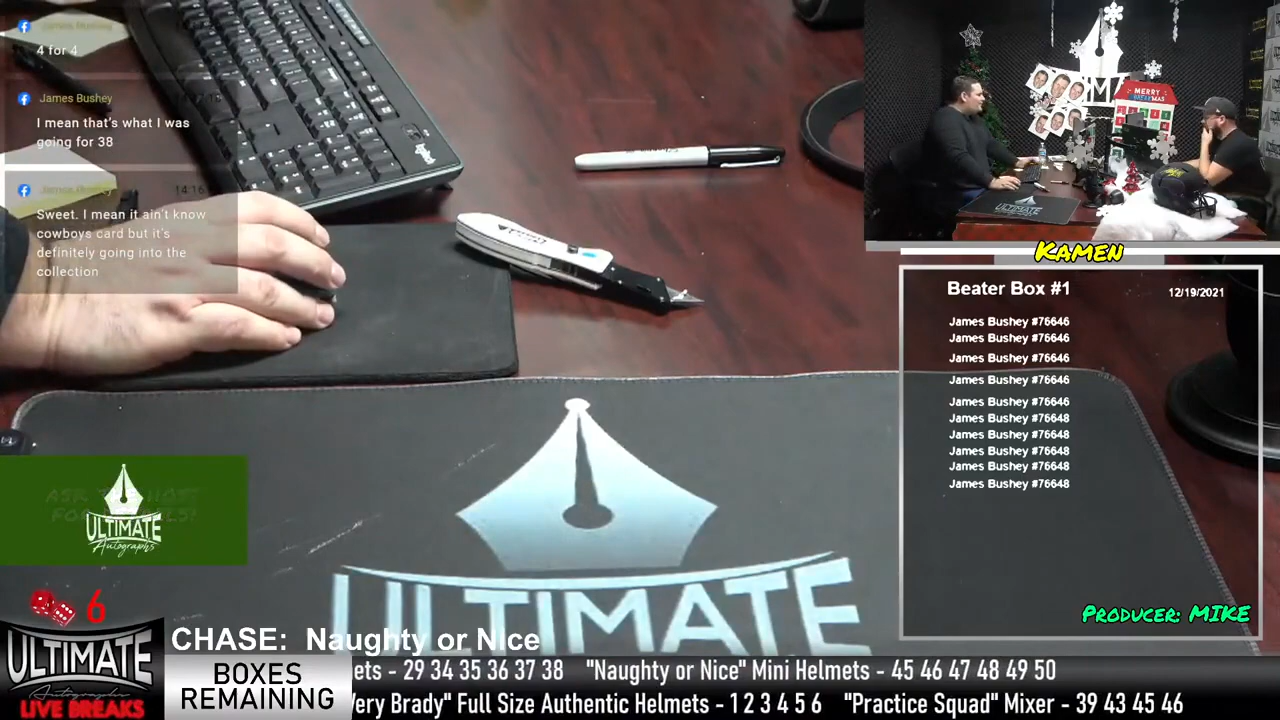 4 for 4
James Bushey
I mean that's what I was
going for 38
James Bushey
14:16
Sweet. I mean it ain't know
cowboys card but it's
definitely going into the
collection
MERRY
BREAKMAS
KAMEN
Beater Box #1
12/19/2021
James Bushey #76646
James Bushey #76646
James Bushey #76646
James Bushey #76646
James Bushey #76646
James Bushey #76648
James Bushey #76648
James Bushey #76648
James Bushey #76648
James Bushey #76648
PRODUCER: MIKE
ULTIMATE
Autographs
ULTIMATE
6
ULTIMATE
Autographs
LIVE BREAKS
CHASE: Naughty or Nice
BOXES
REMAINING
ets - 29 34 35 36 37 38 "Naughty or Nice" Mini Helmets - 45 46 47 48 49 50
Very Brady" Full Size Authentic Helmets - 1 2 3 4 5 6 "Practice Squad" Mixer - 39 43 45 46